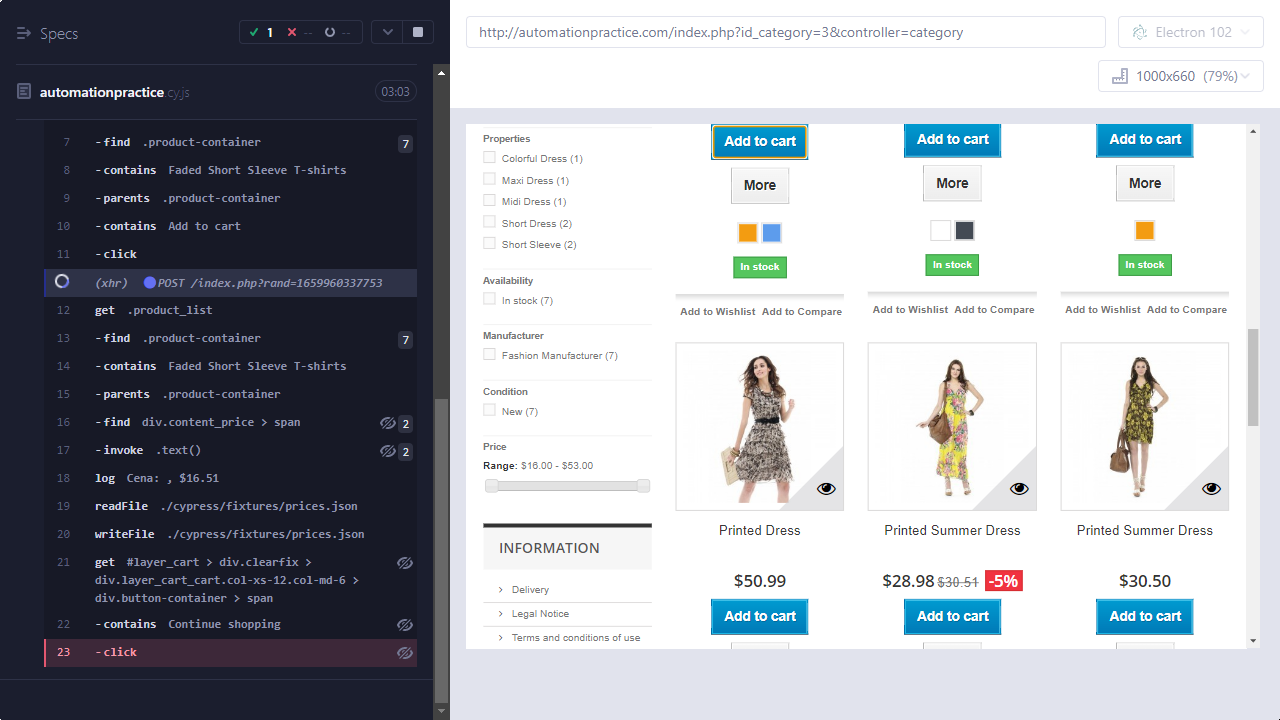 Specs
1
--
--
automationpractice.cy.js
03:03
7 -find .product-container 7
8 -contains Faded Short Sleeve T-shirts
9 -parents .product-container
10 -contains Add to cart
11 -click
(xhr) POST /index.php?rand=1659960337753
12 get .product_list
13 -find .product-container 7
14 -contains Faded Short Sleeve T-shirts
15 -parents .product-container
16 -find div.content_price > span 2
17 -invoke .text() 2
18 log Cena: , $16.51
19 readFile ./cypress/fixtures/prices.json
20 writeFile ./cypress/fixtures/prices.json
21 get #layer_cart > div.clearfix >
div.layer_cart_cart.col-xs-12.col-md-6 >
div.button-container > span
22 -contains Continue shopping
23 -click
http://automationpractice.com/index.php?id_category=3&controller=category
Electron 102
1000x660 (79%)
Properties
Colorful Dress (1)
Maxi Dress (1)
Midi Dress (1)
Short Dress (2)
Short Sleeve (2)
Availability
In stock (7)
Manufacturer
Fashion Manufacturer (7)
Condition
New (7)
Price
Range: $16.00 - $53.00
INFORMATION
Delivery
Legal Notice
Terms and conditions of use
Add to cart Add to cart Add to cart
More More More
In stock In stock In stock
Add to Wishlist Add to Compare Add to Wishlist Add to Compare Add to Wishlist Add to Compare
Printed Dress Printed Summer Dress Printed Summer Dress
$50.99 $28.98 $30.51 -5% $30.50
Add to cart Add to cart Add to cart